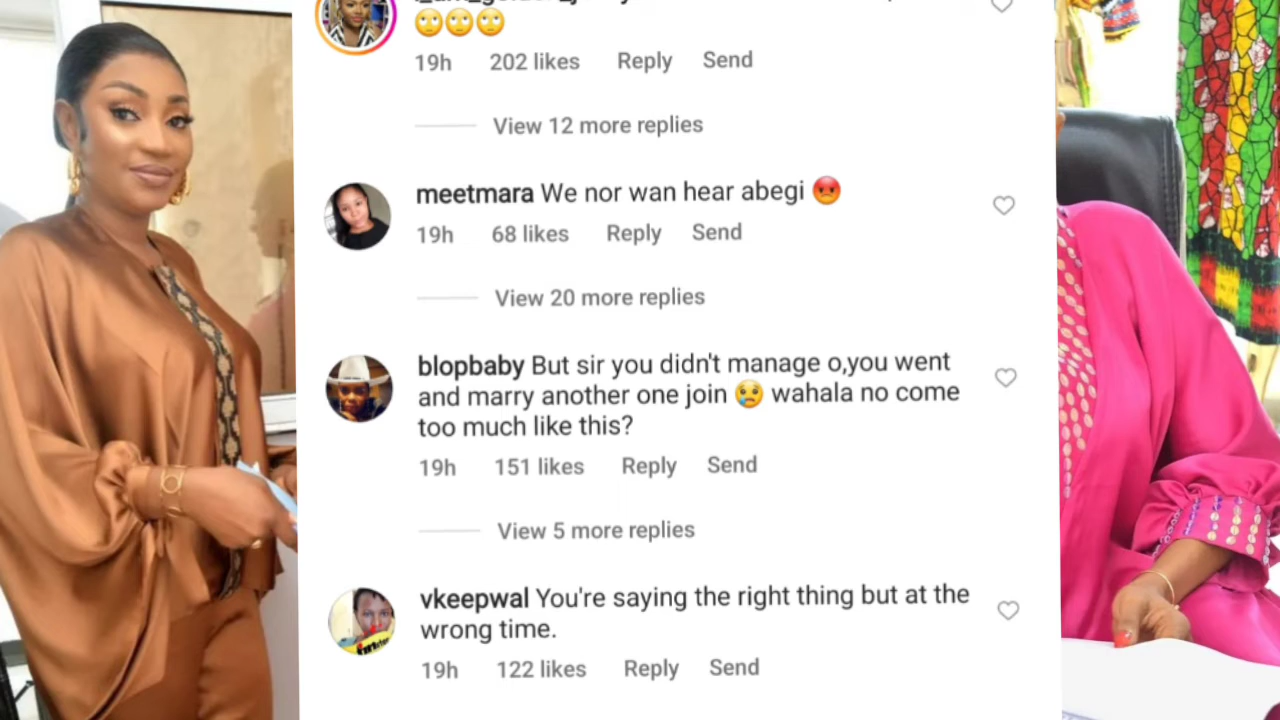 🙄🙄🙄
19h 202 likes Reply Send
View 12 more replies
meetmara We nor wan hear abegi 😡
19h 68 likes Reply Send
View 20 more replies
blopbaby But sir you didn't manage o,you went
and marry another one join 😢 wahala no come
too much like this?
19h 151 likes Reply Send
View 5 more replies
vkeepwal You're saying the right thing but at the
wrong time.
19h 122 likes Reply Send